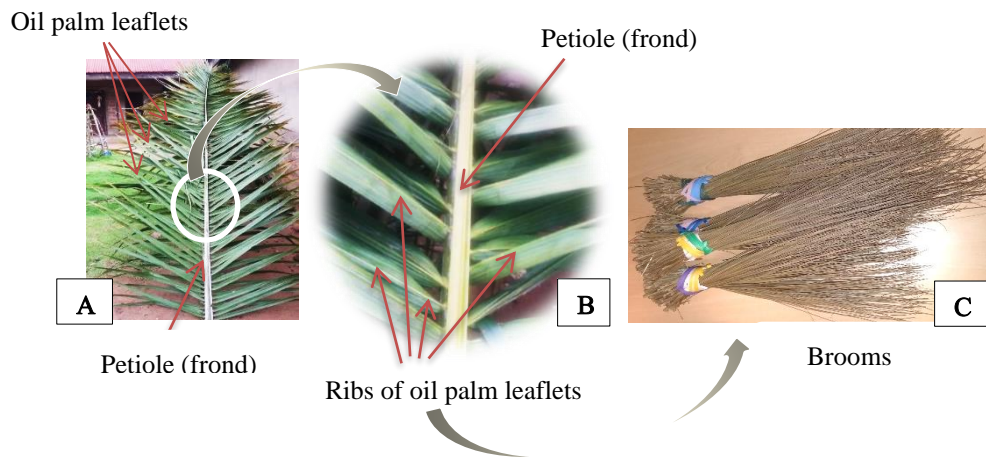 Oil palm leaflets
Petiole (frond)
A
B
C
Petiole (frond)
Brooms
Ribs of oil palm leaflets